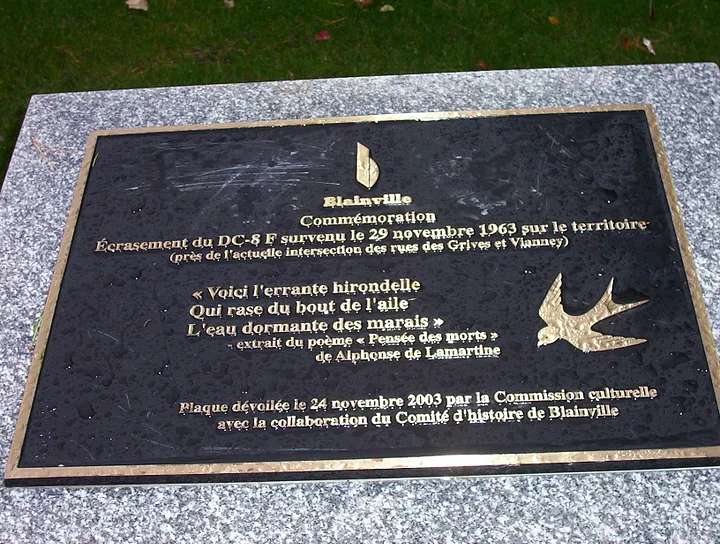 Blainville
Commémoration
Écrasement du DC-8 F survenu le 29 novembre 1963 sur le territoire
(près de l'actuelle intersection des rues des Grives et Vianney)
« Voici l'errante hirondelle
Qui rase du bout de l'aile
L'eau dormante des marais »
- extrait du poème « Pensée des morts »
de Alphonse de Lamartine
Plaque dévoilée le 24 novembre 2003 par la Commission culturelle
avec la collaboration du Comité d'histoire de Blainville